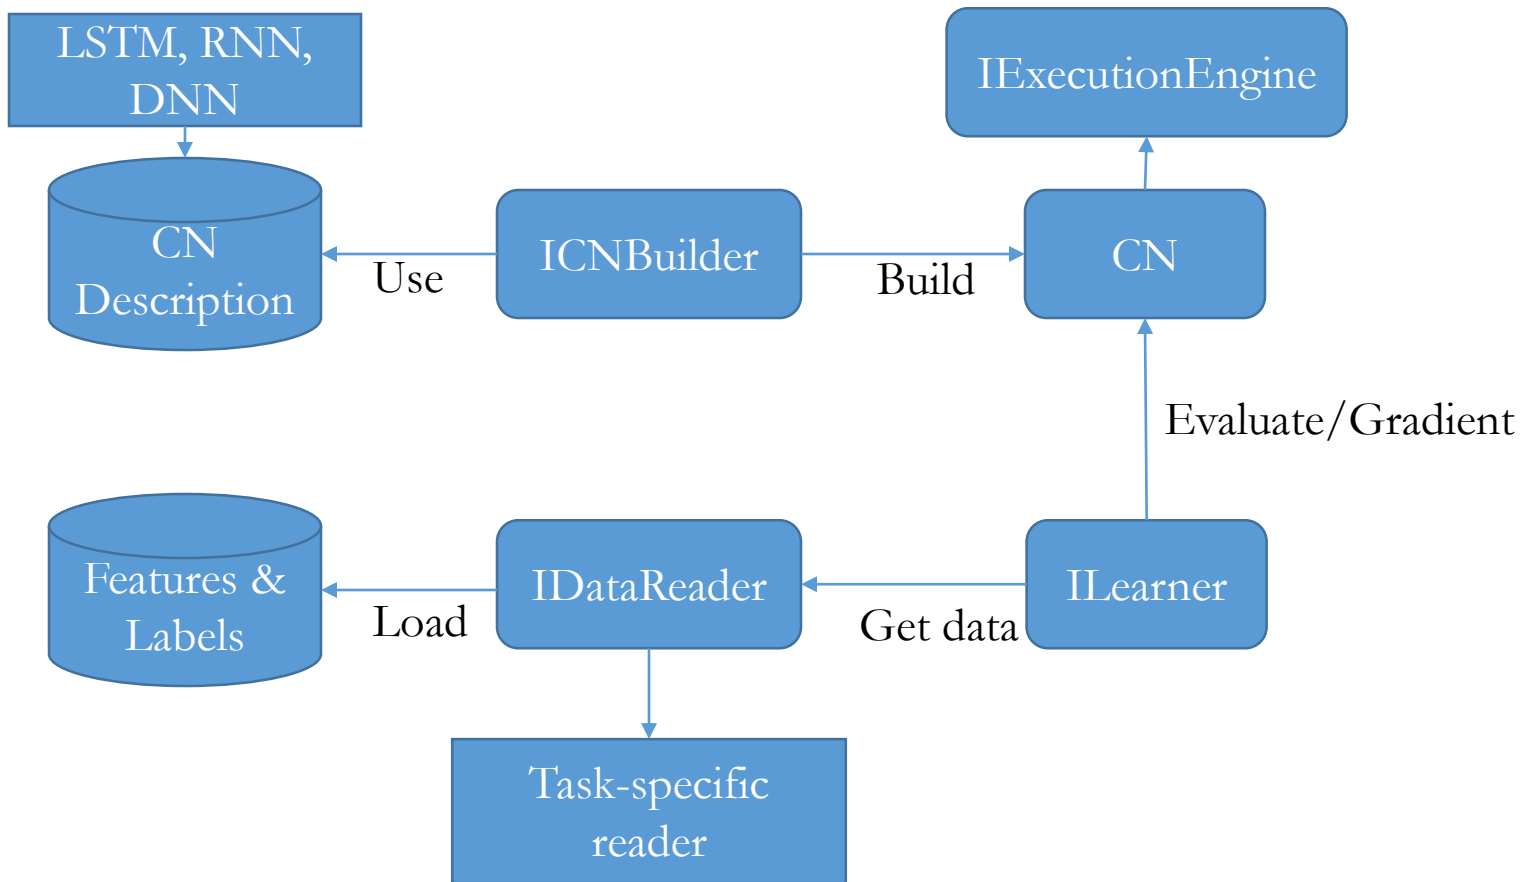 LSTM, RNN,
DNN
IExecutionEngine
CN
Description
Use
ICNBuilder
Build
CN
Evaluate/Gradient
Features &
Labels
Load
IDataReader
Get data
ILearner
Task-specific
reader